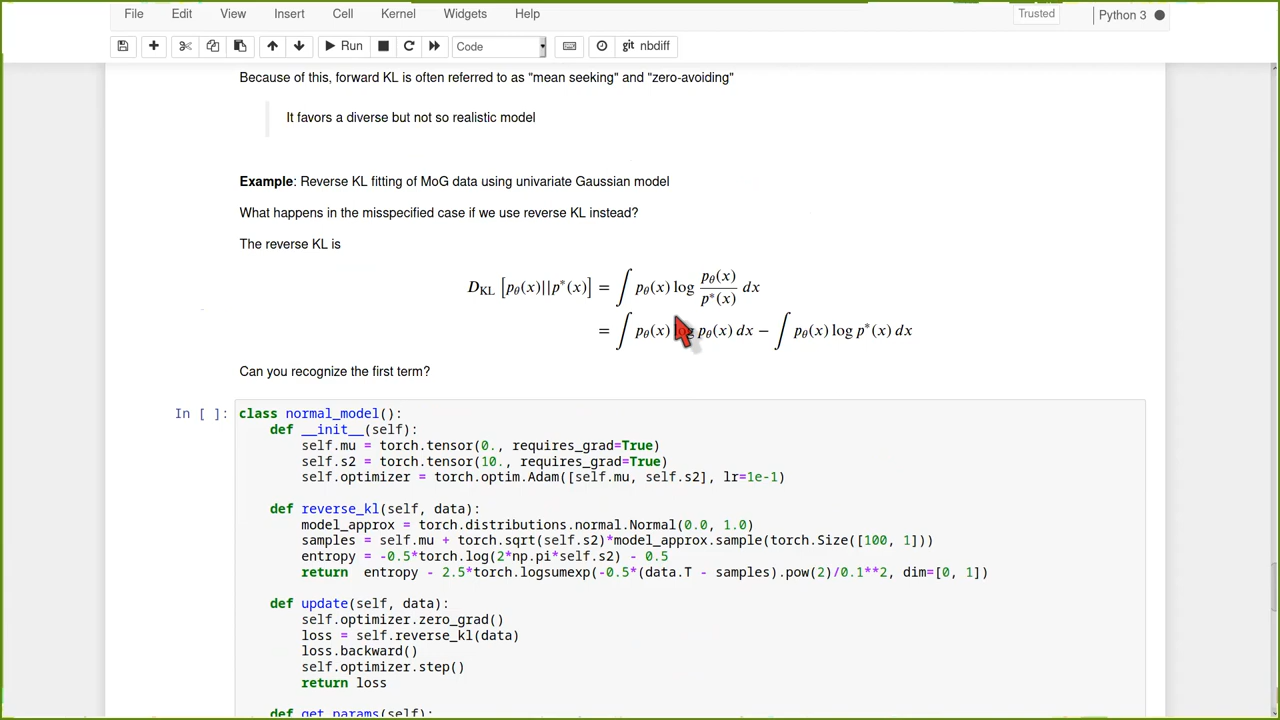 File Edit View Insert Cell Kernel Widgets Help Trusted Python 3
Run Code git nbdiff
Because of this, forward KL is often referred to as "mean seeking" and "zero-avoiding"
It favors a diverse but not so realistic model
Example: Reverse KL fitting of MoG data using univariate Gaussian model
What happens in the misspecified case if we use reverse KL instead?
The reverse KL is
D_KL [p_θ(x)||p*(x)] = ∫ p_θ(x) log p_θ(x)/p*(x) dx
= ∫ p_θ(x) log p_θ(x) dx − ∫ p_θ(x) log p*(x) dx
Can you recognize the first term?
In [ ]: class normal_model():
def __init__(self):
self.mu = torch.tensor(0., requires_grad=True)
self.s2 = torch.tensor(10., requires_grad=True)
self.optimizer = torch.optim.Adam([self.mu, self.s2], lr=1e-1)
def reverse_kl(self, data):
model_approx = torch.distributions.normal.Normal(0.0, 1.0)
samples = self.mu + torch.sqrt(self.s2)*model_approx.sample(torch.Size([100, 1]))
entropy = -0.5*torch.log(2*np.pi*self.s2) - 0.5
return  entropy - 2.5*torch.logsumexp(-0.5*(data.T - samples).pow(2)/0.1**2, dim=[0, 1])
def update(self, data):
self.optimizer.zero_grad()
loss = self.reverse_kl(data)
loss.backward()
self.optimizer.step()
return loss
def get_params(self):